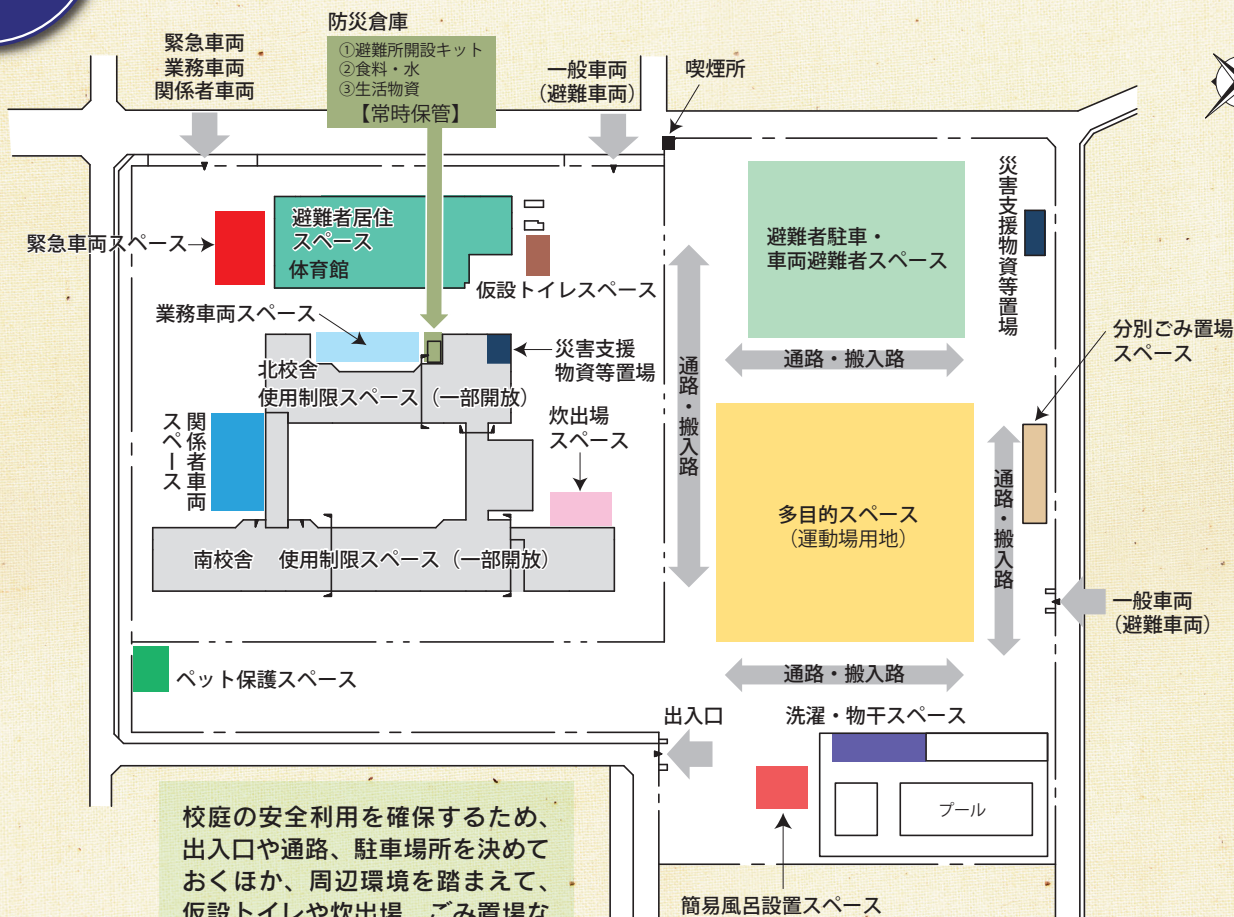 防災倉庫
①避難所開設キット
②食料・水
③生活物資
【常時保管】
緊急車両
業務車両
関係者車両
一般車両
（避難車両）
喫煙所
緊急車両スペース
避難者居住
スペース
体育館
仮設トイレスペース
避難者駐車・
車両避難者スペース
災害支援物資等置場
業務車両スペース
災害支援
物資等置場
北校舎
使用制限スペース（一部開放）
通路・搬入路
通路・搬入路
分別ごみ置場
スペース
関係者車両
スペース
炊出場
スペース
多目的スペース
（運動場用地）
通路・搬入路
南校舎 使用制限スペース（一部開放）
一般車両
（避難車両）
ペット保護スペース
通路・搬入路
出入口
洗濯・物干スペース
プール
簡易風呂設置スペース
校庭の安全利用を確保するため、
出入口や通路、駐車場所を決めて
おくほか、周辺環境を踏まえて、
仮設トイレや炊出場、ごみ置場な